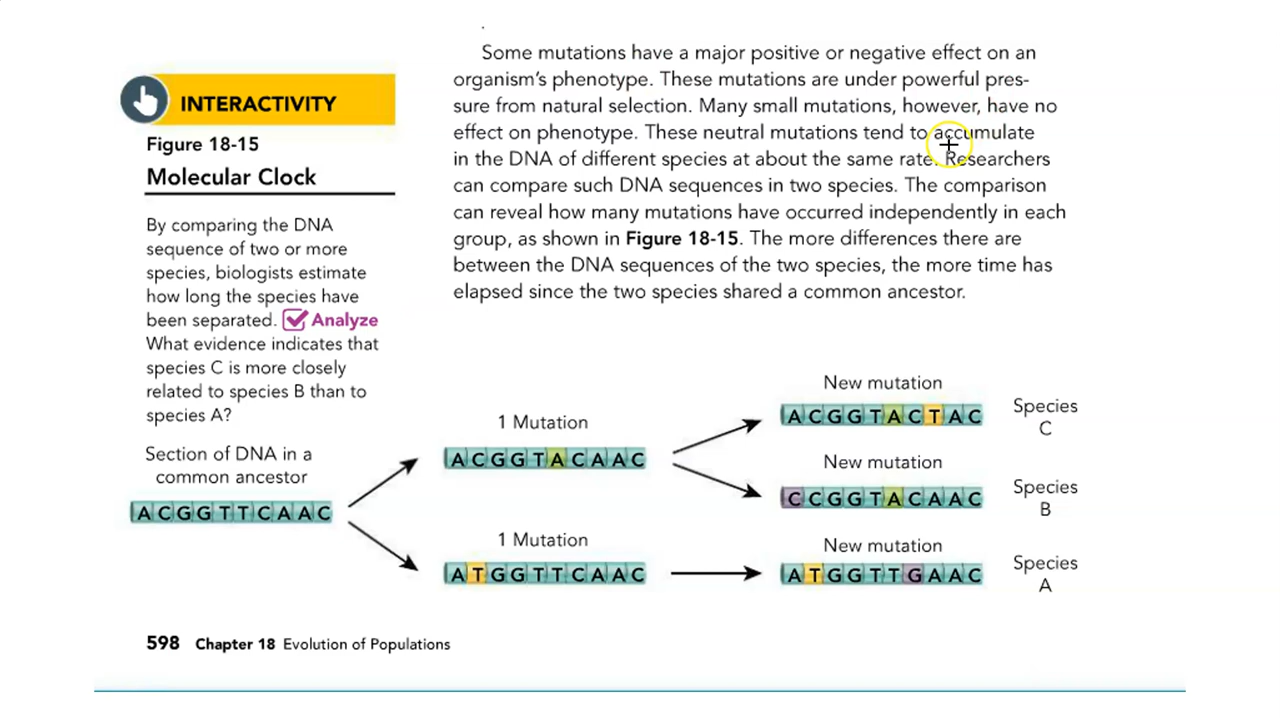 INTERACTIVITY
Figure 18-15
Molecular Clock
By comparing the DNA
sequence of two or more
species, biologists estimate
how long the species have
been separated. Analyze
What evidence indicates that
species C is more closely
related to species B than to
species A?
Some mutations have a major positive or negative effect on an
organism's phenotype. These mutations are under powerful pres-
sure from natural selection. Many small mutations, however, have no
effect on phenotype. These neutral mutations tend to accumulate
in the DNA of different species at about the same rate. Researchers
can compare such DNA sequences in two species. The comparison
can reveal how many mutations have occurred independently in each
group, as shown in Figure 18-15. The more differences there are
between the DNA sequences of the two species, the more time has
elapsed since the two species shared a common ancestor.
Section of DNA in a
common ancestor
ACGGTTCAAC
1 Mutation
ACGGTACAAC
1 Mutation
ATGGTTCAAC
New mutation
ACGGTACTAC
Species
C
New mutation
CCGGTACAAC
Species
B
New mutation
ATGGTTGAAC
Species
A
598 Chapter 18 Evolution of Populations